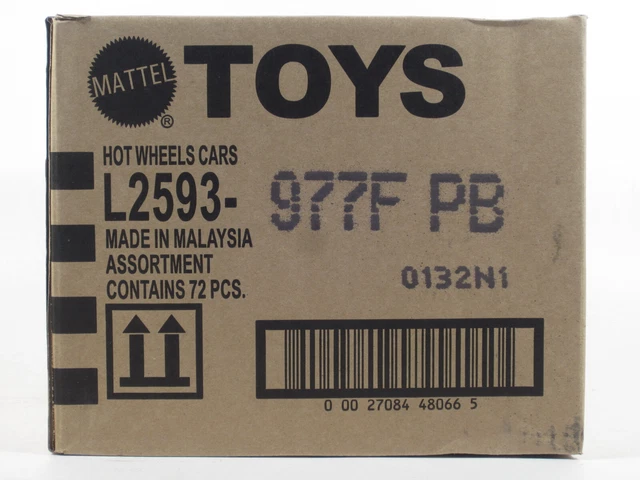 MATTEL® TOYS
HOT WHEELS CARS
L2593- 977F PB
MADE IN MALAYSIA
ASSORTMENT
CONTAINS 72 PCS.
0132N1
0 00 27084 48066 5